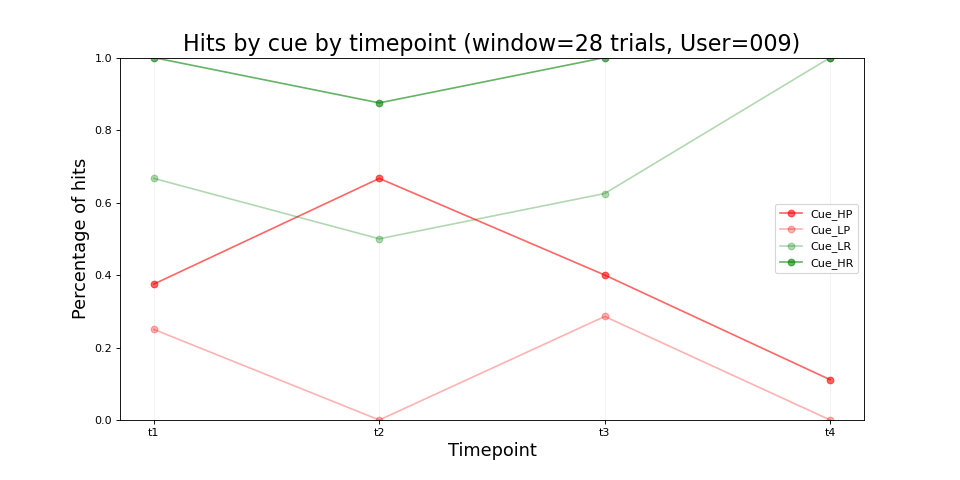 Hits by cue by timepoint (window=28 trials, User=009)
Percentage of hits
1.0
0.8
0.6
0.4
0.2
0.0
Cue_HP
Cue_LP
Cue_LR
Cue_HR
t1 t2 t3 t4
Timepoint